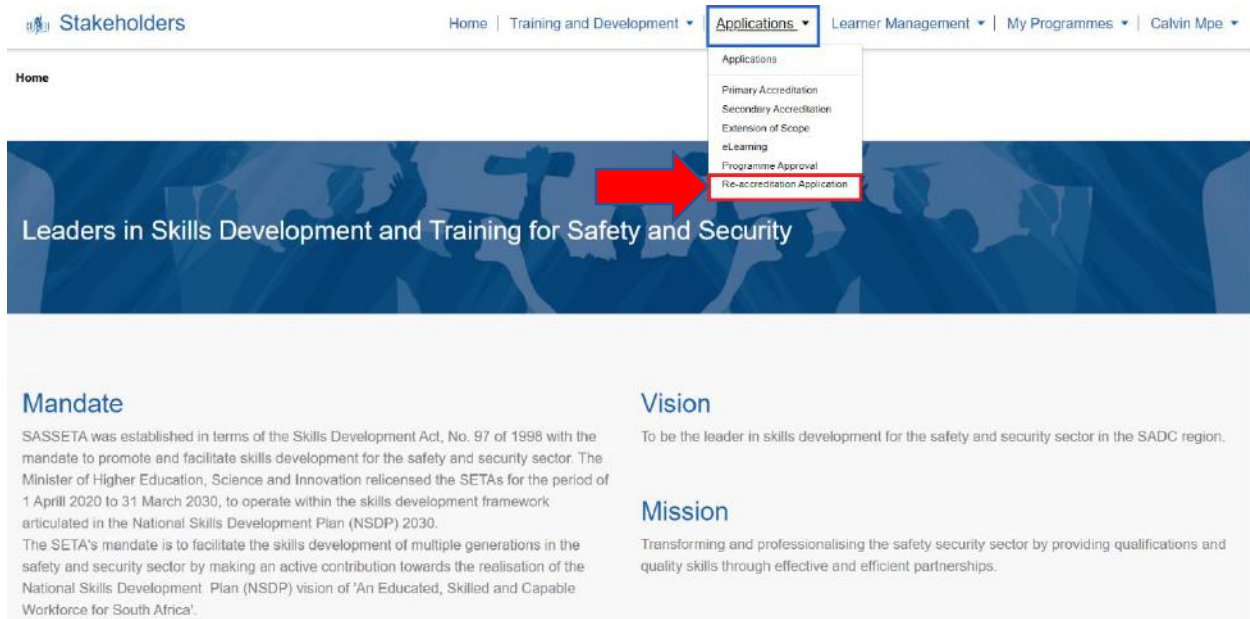 Stakeholders
Home | Training and Development | Applications | Learner Management | My Programmes | Calvin Mpe
Applications
Home
Primary Accreditation
Secondary Accreditation
Extension of Scope
eLearning
Programme Approval
Re-accreditation Application
Leaders in Skills Development and Training for Safety and Security
Mandate
SASSETA was established in terms of the Skills Development Act, No. 97 of 1998 with the
mandate to promote and facilitate skills development for the safety and security sector. The
Minister of Higher Education, Science and Innovation relicensed the SETAs for the period of
1 Aprill 2020 to 31 March 2030, to operate within the skills development framework
articulated in the National Skills Development Plan (NSDP) 2030.
The SETA's mandate is to facilitate the skills development of multiple generations in the
safety and security sector by making an active contribution towards the realisation of the
National Skills Development Plan (NSDP) vision of 'An Educated, Skilled and Capable
Workforce for South Africa'.
Vision
To be the leader in skills development for the safety and security sector in the SADC region.
Mission
Transforming and professionalising the safety security sector by providing qualifications and
quality skills through effective and efficient partnerships.